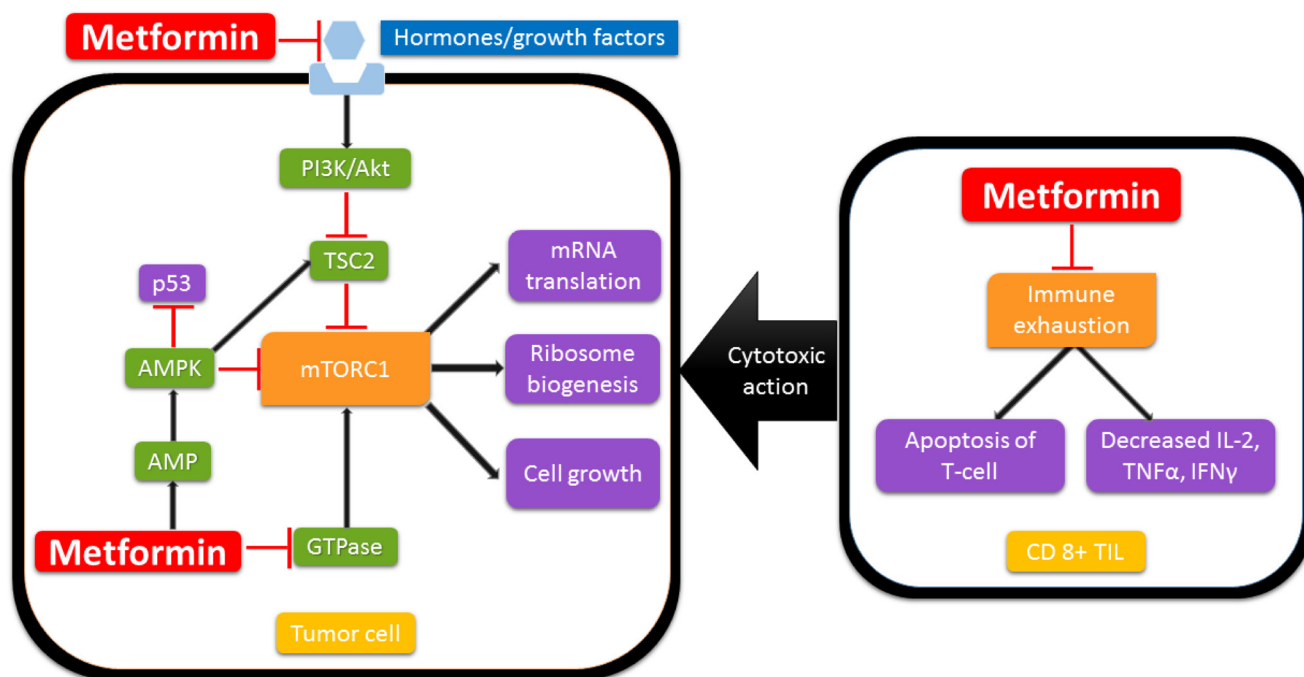 Metformin
Hormones/growth factors
PI3K/Akt
TSC2
p53
AMPK
mTORC1
AMP
Metformin
GTPase
mRNA
translation
Ribosome
biogenesis
Cell growth
Tumor cell
Cytotoxic
action
Metformin
Immune
exhaustion
Apoptosis of
T-cell
Decreased IL-2,
TNFα, IFNγ
CD 8+ TIL